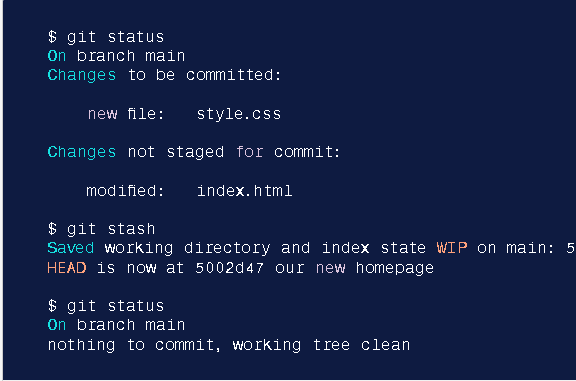 $ git status
On branch main
Changes to be committed:
new file:   style.css
Changes not staged for commit:
modified:   index.html
$ git stash
Saved working directory and index state WIP on main: 5
HEAD is now at 5002d47 our new homepage
$ git status
On branch main
nothing to commit, working tree clean